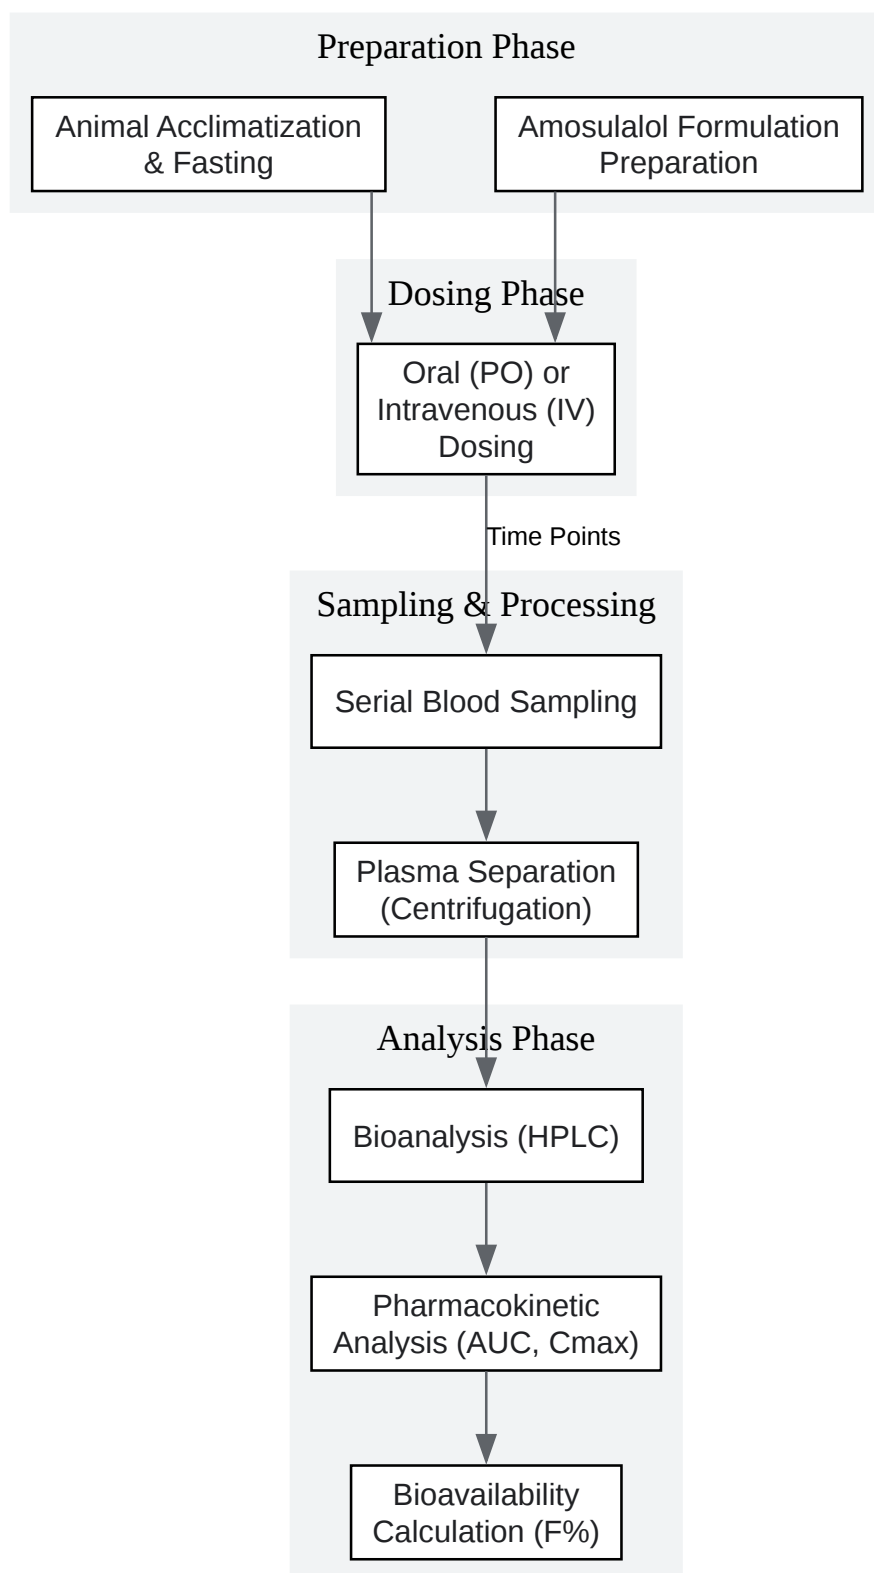 Preparation Phase
Animal Acclimatization
& Fasting
Amosulalol Formulation
Preparation
Dosing Phase
Oral (PO) or
Intravenous (IV)
Dosing
Time Points
Sampling & Processing
Serial Blood Sampling
Plasma Separation
(Centrifugation)
Analysis Phase
Bioanalysis (HPLC)
Pharmacokinetic
Analysis (AUC, Cmax)
Bioavailability
Calculation (F%)